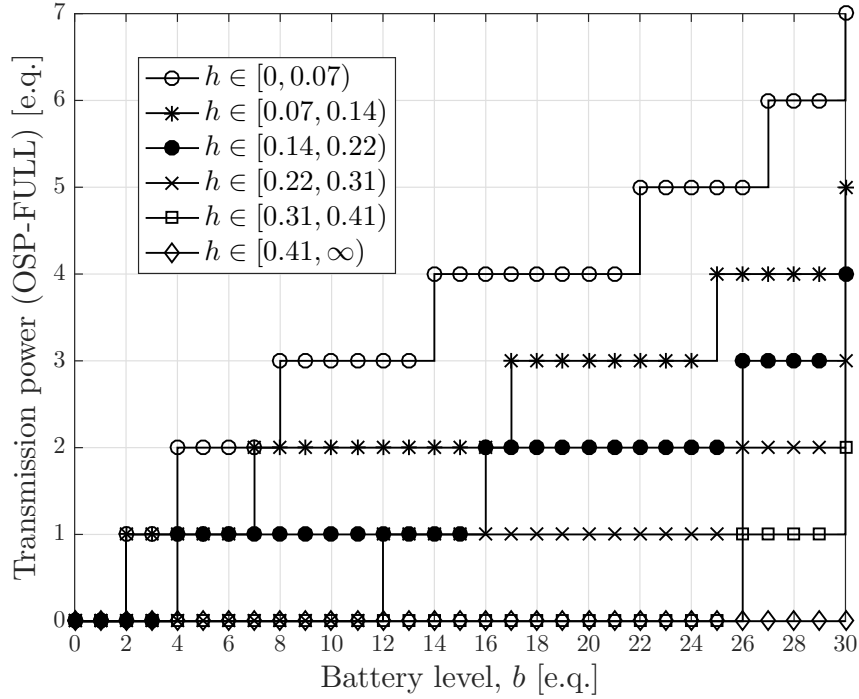 7
6
5
4
3
2
1
0
Transmission power (OSP-FULL) [e.q.]
h ∈ [0, 0.07)
h ∈ [0.07, 0.14)
h ∈ [0.14, 0.22)
h ∈ [0.22, 0.31)
h ∈ [0.31, 0.41)
h ∈ [0.41, ∞)
0 2 4 6 8 10 12 14 16 18 20 22 24 26 28 30
Battery level, b [e.q.]